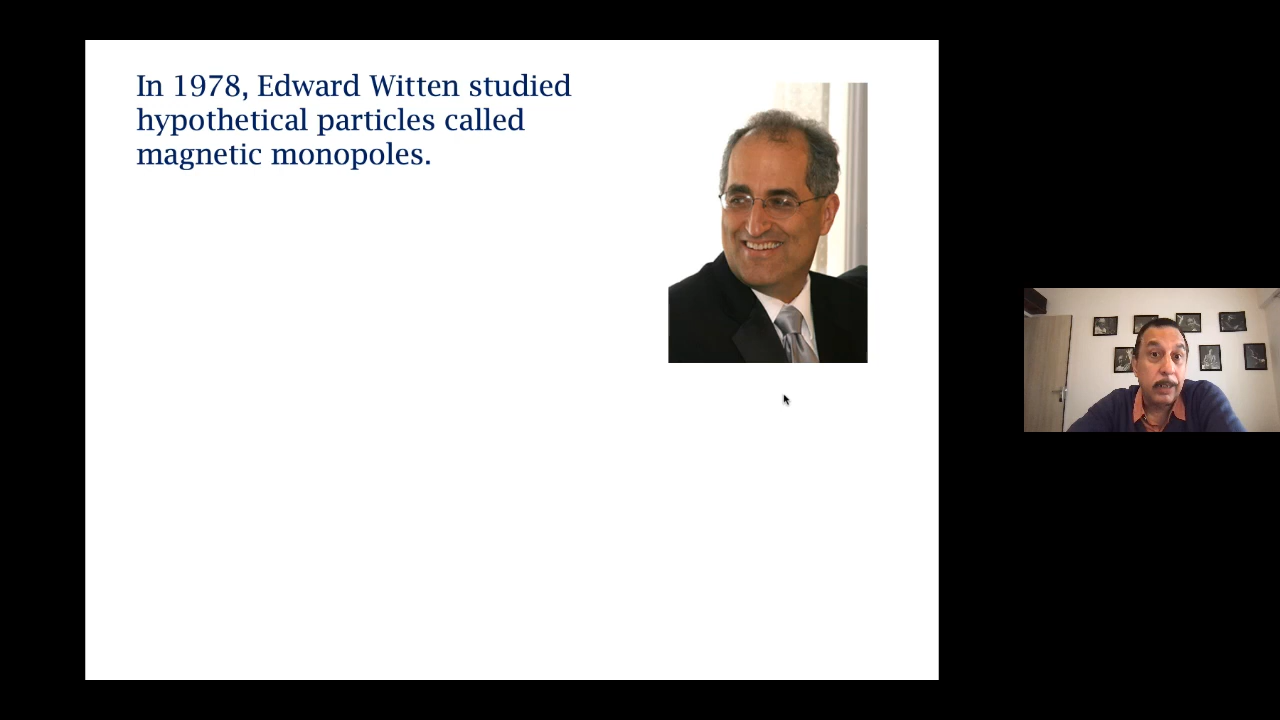 In 1978, Edward Witten studied
hypothetical particles called
magnetic monopoles.